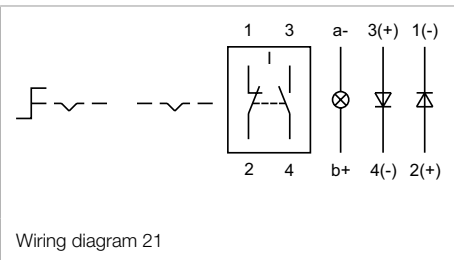 1 3 a- 3(+) 1(-)
2 4 b+ 4(-) 2(+)
Wiring diagram 21